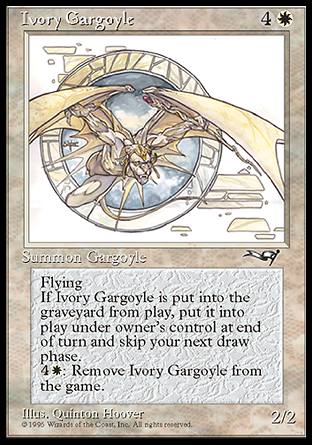 Ivory Gargoyle 4
Summon Gargoyle
Flying
If Ivory Gargoyle is put into the
graveyard from play, put it into
play under owner's control at end
of turn and skip your next draw
phase.
4: Remove Ivory Gargoyle from
the game.
Illus. Quinton Hoover
©1996 Wizards of the Coast, Inc. All rights reserved.
2/2